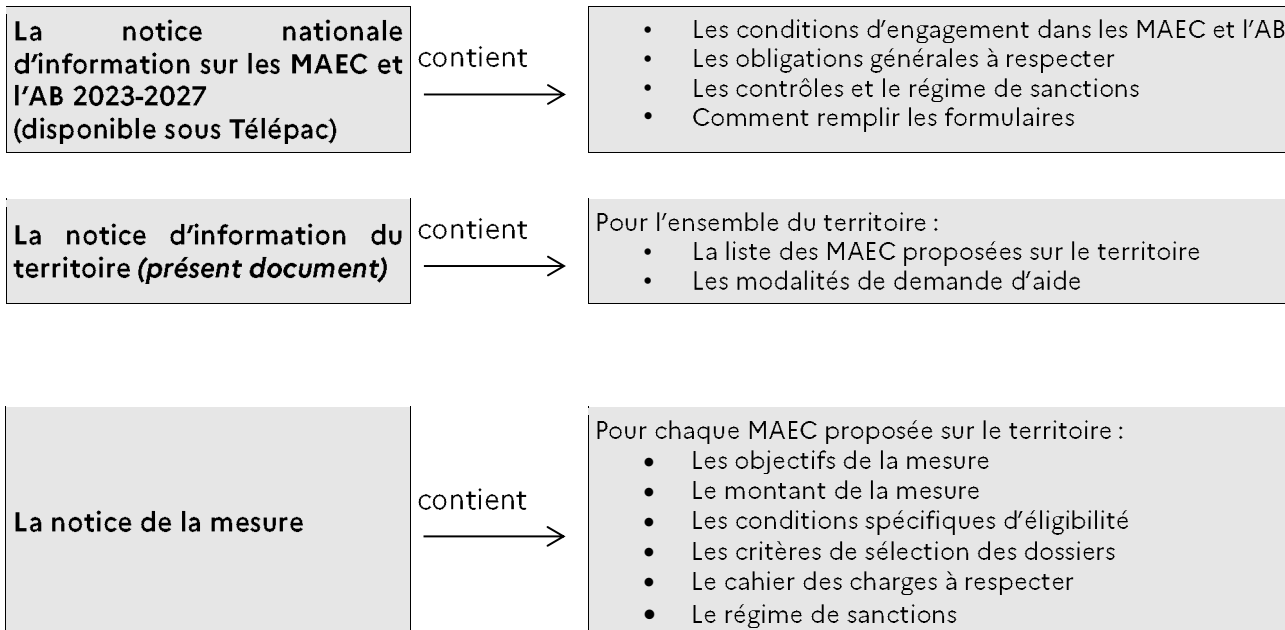 La notice nationale
d'information sur les MAEC et
l'AB 2023-2027
(disponible sous Télépac)
contient
• Les conditions d'engagement dans les MAEC et l'AB
• Les obligations générales à respecter
• Les contrôles et le régime de sanctions
• Comment remplir les formulaires
La notice d'information du
territoire (présent document)
contient
Pour l'ensemble du territoire :
• La liste des MAEC proposées sur le territoire
• Les modalités de demande d'aide
La notice de la mesure
contient
Pour chaque MAEC proposée sur le territoire :
• Les objectifs de la mesure
• Le montant de la mesure
• Les conditions spécifiques d'éligibilité
• Les critères de sélection des dossiers
• Le cahier des charges à respecter
• Le régime de sanctions